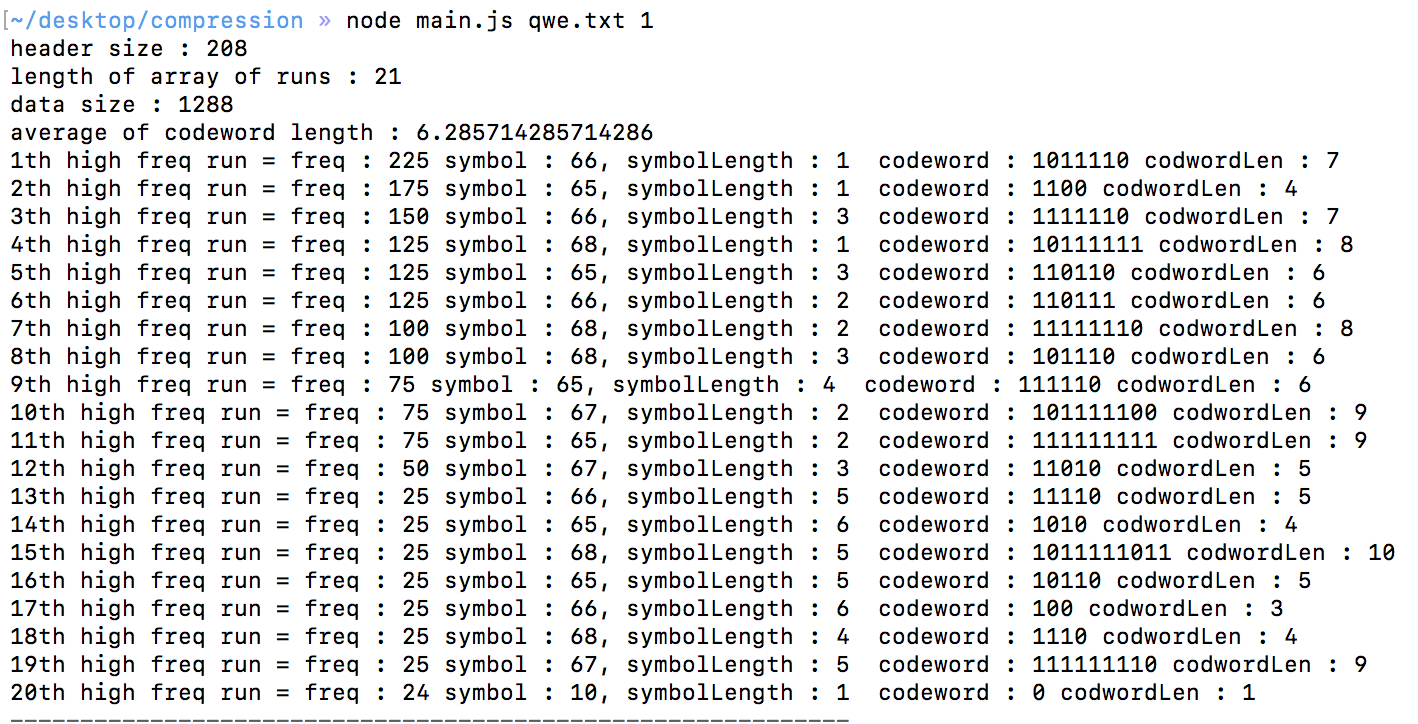 [~/desktop/compression » node main.js qwe.txt 1
header size : 208
length of array of runs : 21
data size : 1288
average of codeword length : 6.285714285714286
1th high freq run = freq : 225 symbol : 66, symbolLength : 1  codeword : 1011110 codwordLen : 7
2th high freq run = freq : 175 symbol : 65, symbolLength : 1  codeword : 1100 codwordLen : 4
3th high freq run = freq : 150 symbol : 66, symbolLength : 3  codeword : 1111110 codwordLen : 7
4th high freq run = freq : 125 symbol : 68, symbolLength : 1  codeword : 10111111 codwordLen : 8
5th high freq run = freq : 125 symbol : 65, symbolLength : 3  codeword : 110110 codwordLen : 6
6th high freq run = freq : 125 symbol : 66, symbolLength : 2  codeword : 110111 codwordLen : 6
7th high freq run = freq : 100 symbol : 68, symbolLength : 2  codeword : 11111110 codwordLen : 8
8th high freq run = freq : 100 symbol : 68, symbolLength : 3  codeword : 101110 codwordLen : 6
9th high freq run = freq : 75 symbol : 65, symbolLength : 4  codeword : 111110 codwordLen : 6
10th high freq run = freq : 75 symbol : 67, symbolLength : 2  codeword : 101111100 codwordLen : 9
11th high freq run = freq : 75 symbol : 65, symbolLength : 2  codeword : 111111111 codwordLen : 9
12th high freq run = freq : 50 symbol : 67, symbolLength : 3  codeword : 11010 codwordLen : 5
13th high freq run = freq : 25 symbol : 66, symbolLength : 5  codeword : 11110 codwordLen : 5
14th high freq run = freq : 25 symbol : 65, symbolLength : 6  codeword : 1010 codwordLen : 4
15th high freq run = freq : 25 symbol : 68, symbolLength : 5  codeword : 1011111011 codwordLen : 10
16th high freq run = freq : 25 symbol : 65, symbolLength : 5  codeword : 10110 codwordLen : 5
17th high freq run = freq : 25 symbol : 66, symbolLength : 6  codeword : 100 codwordLen : 3
18th high freq run = freq : 25 symbol : 68, symbolLength : 4  codeword : 1110 codwordLen : 4
19th high freq run = freq : 25 symbol : 67, symbolLength : 5  codeword : 111111110 codwordLen : 9
20th high freq run = freq : 24 symbol : 10, symbolLength : 1  codeword : 0 codwordLen : 1
____________________________________________________________